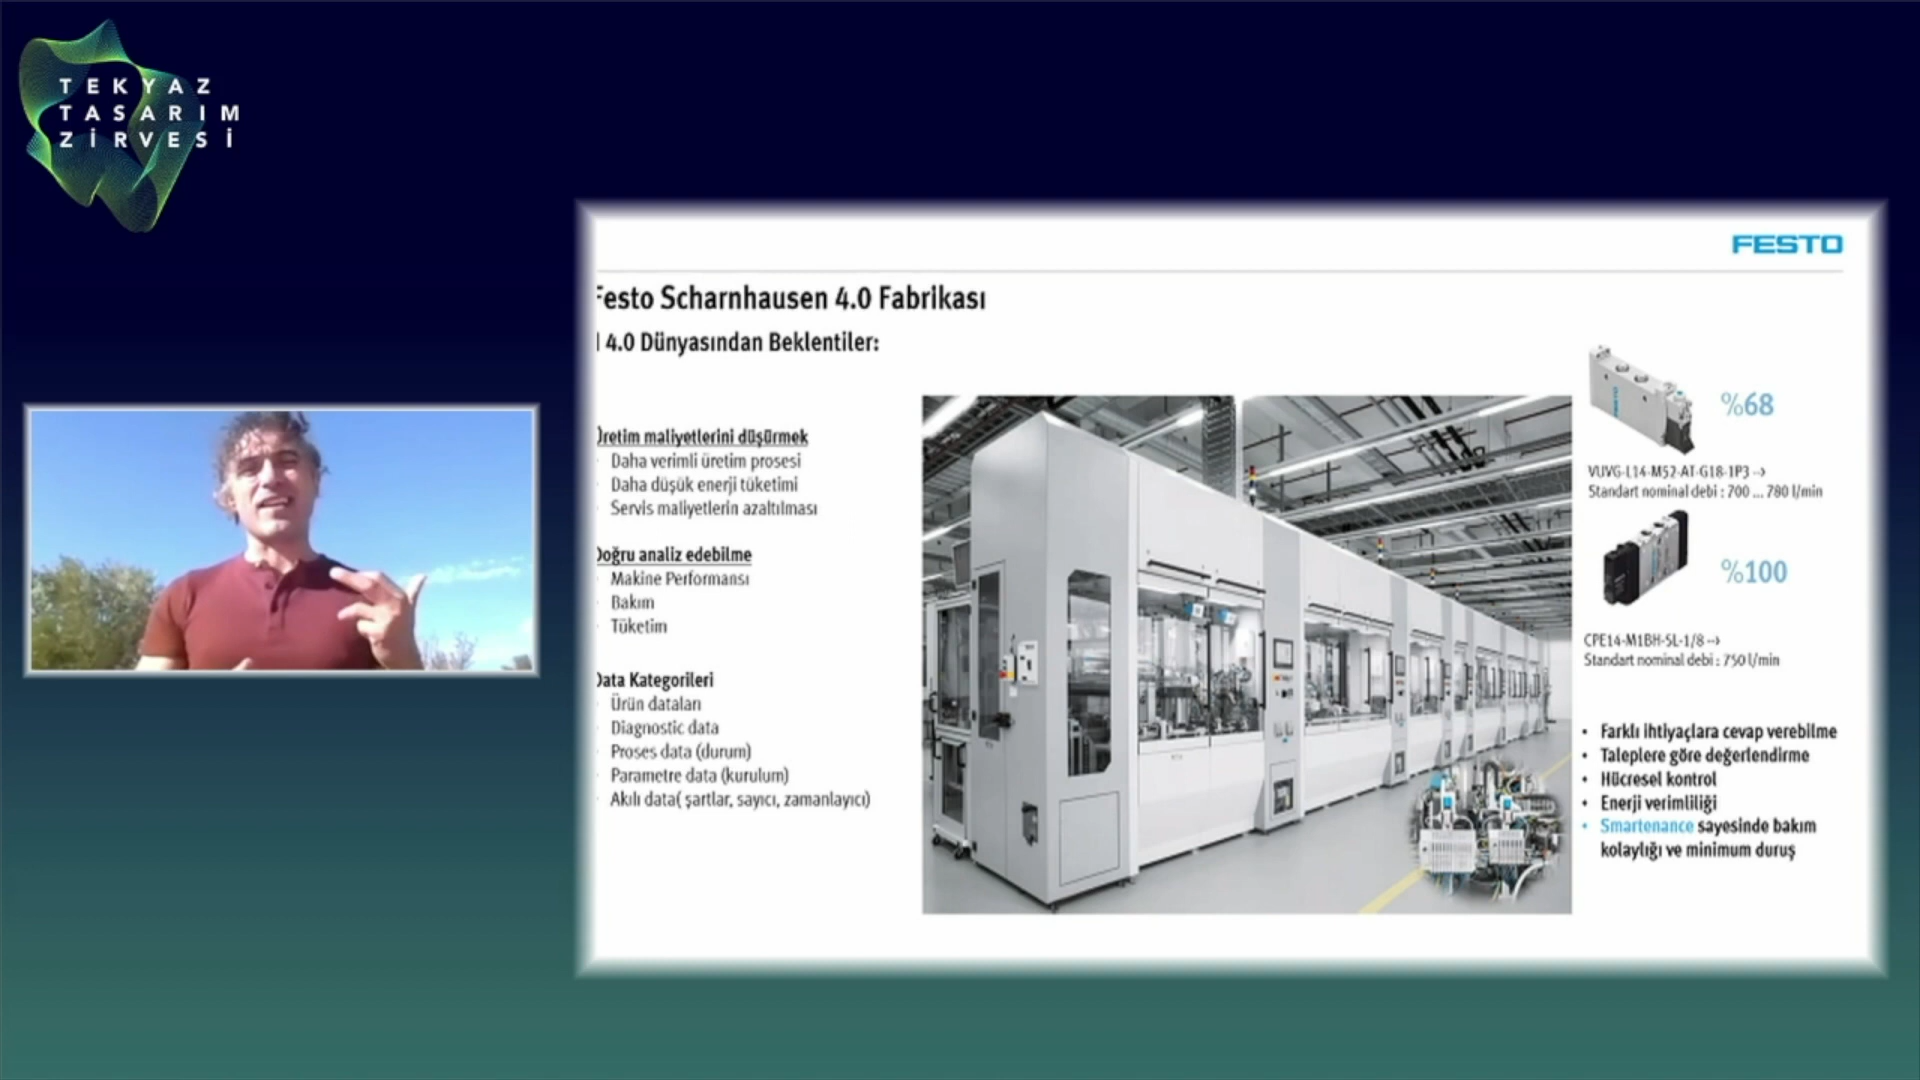 TEKYAZ
TASARIM
ZİRVESİ
FESTO
Festo Scharnhausen 4.0 Fabrikası
I 4.0 Dünyasından Beklentiler:
Üretim maliyetlerini düşürmek
Daha verimli üretim prosesi
Daha düşük enerji tüketimi
Servis maliyetlerin azaltılması
Doğru analiz edebilme
Makine Performansı
Bakım
Tüketim
Data Kategorileri
Ürün dataları
Diagnostic data
Proses data (durum)
Parametre data (kurulum)
Akılı data( şartlar, sayıcı, zamanlayıcı)
%68
VUVG-L14-M52-AT-G18-1P3 -->
Standart nominal debi : 700 ... 780 l/min
%100
CPE14-M1BH-5L-1/8 -->
Standart nominal debi : 750 l/min
• Farklı ihtiyaçlara cevap verebilme
• Taleplere göre değerlendirme
• Hücresel kontrol
• Enerji verimliliği
• Smartenance sayesinde bakım
kolaylığı ve minimum duruş